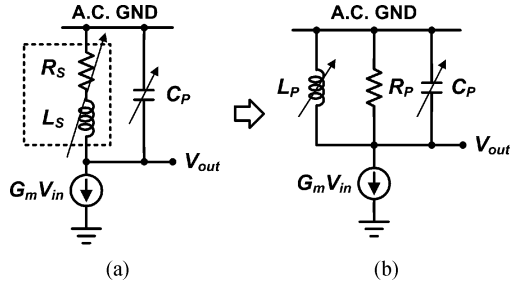 A.C. GND
A.C. GND
R_S
L_S
C_P
L_P
R_P
C_P
V_out
V_out
G_mV_in
G_mV_in
(a)
(b)